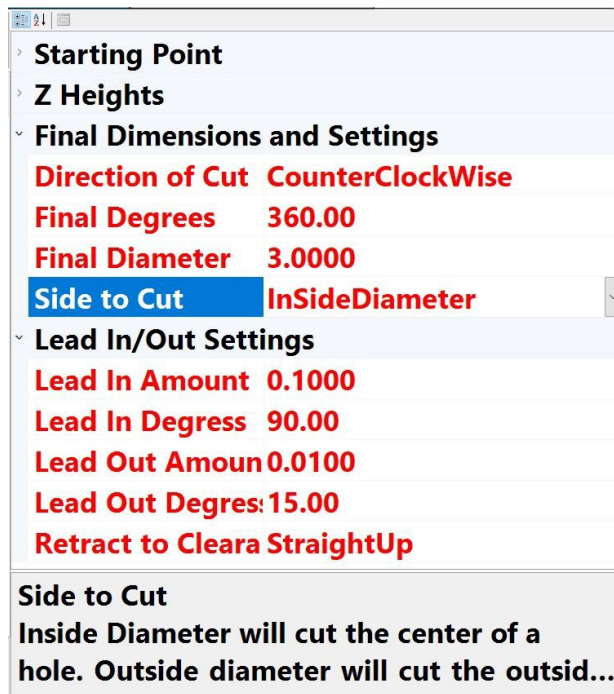 Starting Point
Z Heights
Final Dimensions and Settings
Direction of Cut CounterClockWise
Final Degrees 360.00
Final Diameter 3.0000
Side to Cut InSideDiameter
Lead In/Out Settings
Lead In Amount 0.1000
Lead In Degress 90.00
Lead Out Amoun 0.0100
Lead Out Degres 15.00
Retract to Cleara StraightUp
Side to Cut
Inside Diameter will cut the center of a
hole. Outside diameter will cut the outsid...